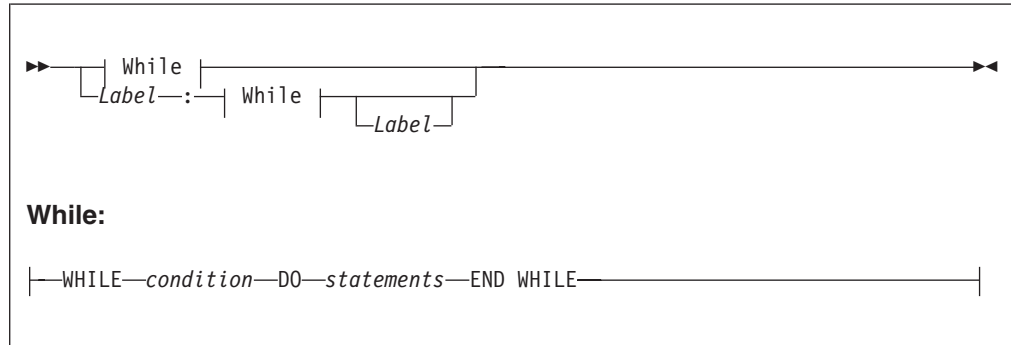 While
Label : While
Label
While:
WHILE condition DO statements END WHILE